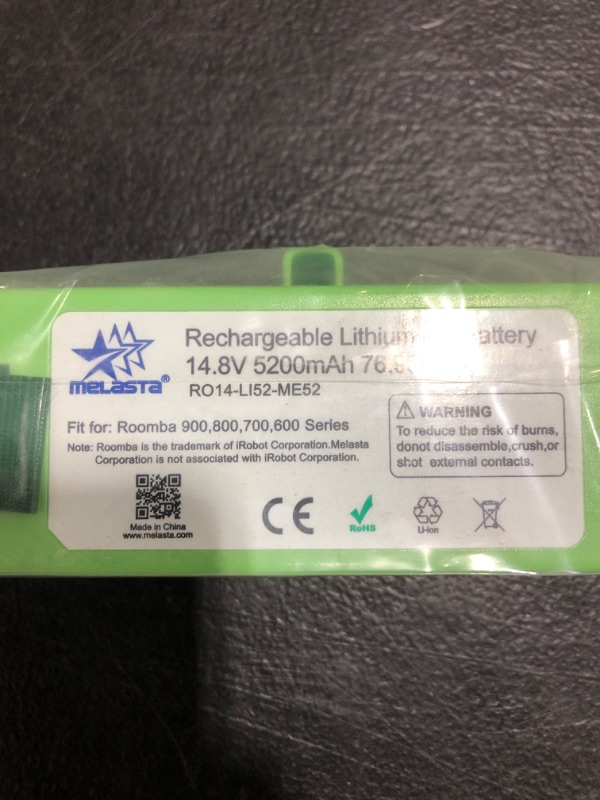 Rechargeable Lithium Battery
14.8V 5200mAh
MELASTA®
RO14-LI52-ME52
Fit for: Roomba 900,800,700,600 Series
Note: Roomba is the trademark of iRobot Corporation.Melasta
Corporation is not associated with iRobot Corporation.
WARNING
To reduce the risk of burns,
donot disassemble,crush,or
shot external contacts.
Made in China
www.melasta.com
CE
RoHS
Li-Ion